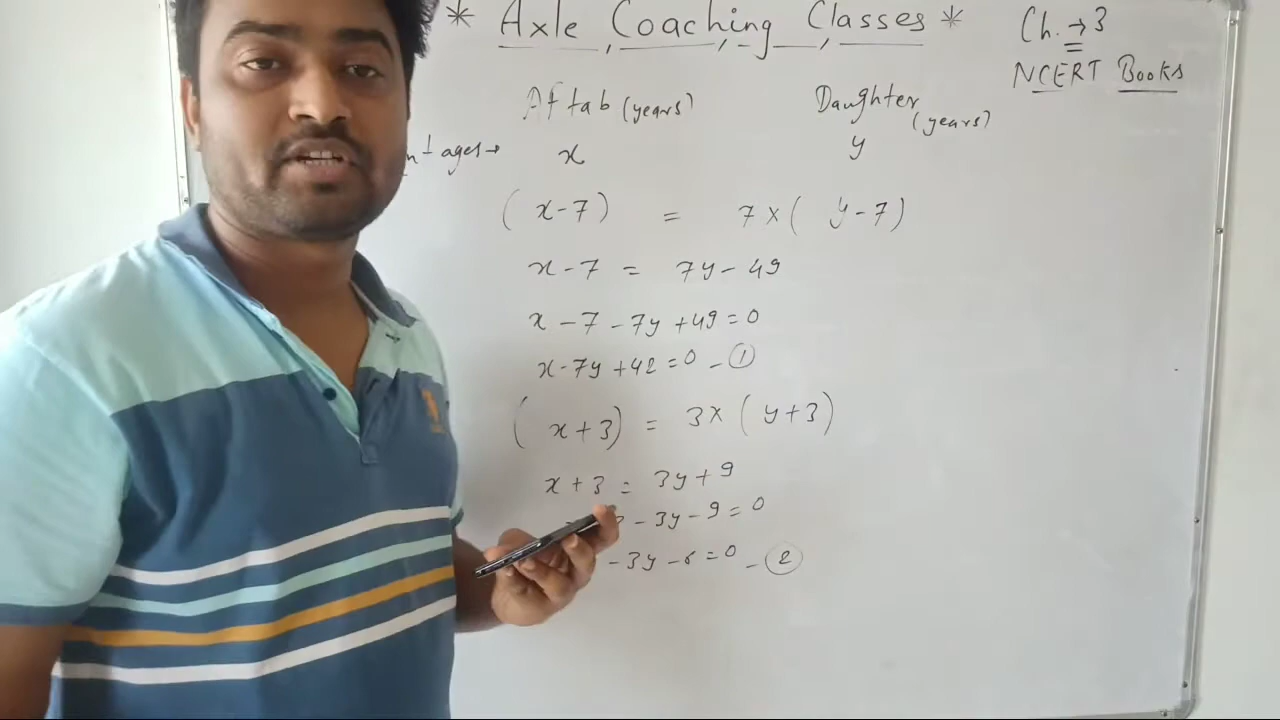 * Axle Coaching Classes *
Ch. → 3
NCERT Books
Aftab (years)
Daughter (years)
ages → x y
(x-7) = 7×(y-7)
x-7 = 7y-49
x-7-7y+49=0
x-7y+42=0 - ①
(x+3) = 3×(y+3)
x+3 = 3y+9
-3y-9=0
-3y-6=0 - ②